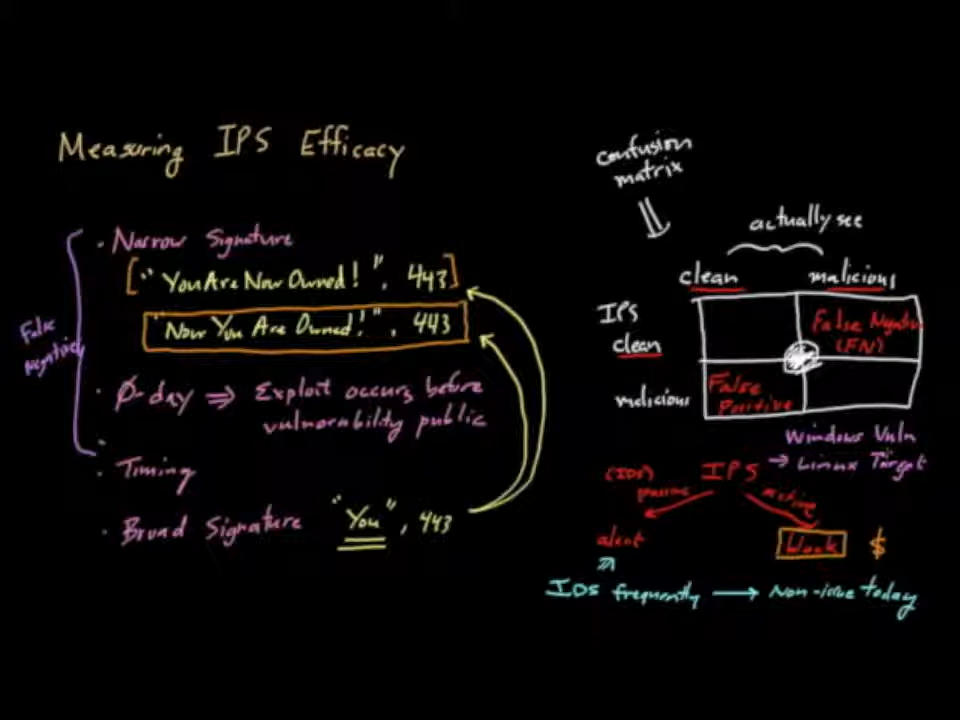 Measuring IPS Efficacy
• Narrow Signature
["You Are Now Owned!", 443]
"Now You Are Owned!", 443
False
Negatives
• Ø-day ⇒ Exploit occurs before
vulnerability public
• Timing
• Broad Signature "You", 443
confusion
matrix
actually see
clean malicious
IPS
clean
malicious
False Negative
(FN)
False
Positive
Windows Vuln
→ Linux Target
(IDS) IPS
passive
alert
Block $
IDS frequently → Non-issue today